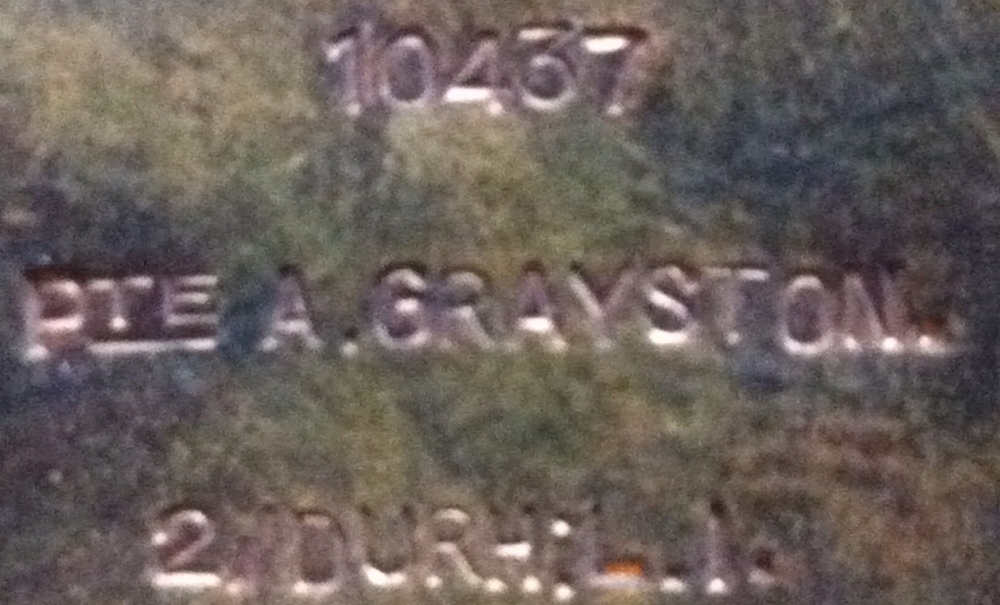 10437
PTE A. GRAYSTON.
2/DUR.H.L.I.